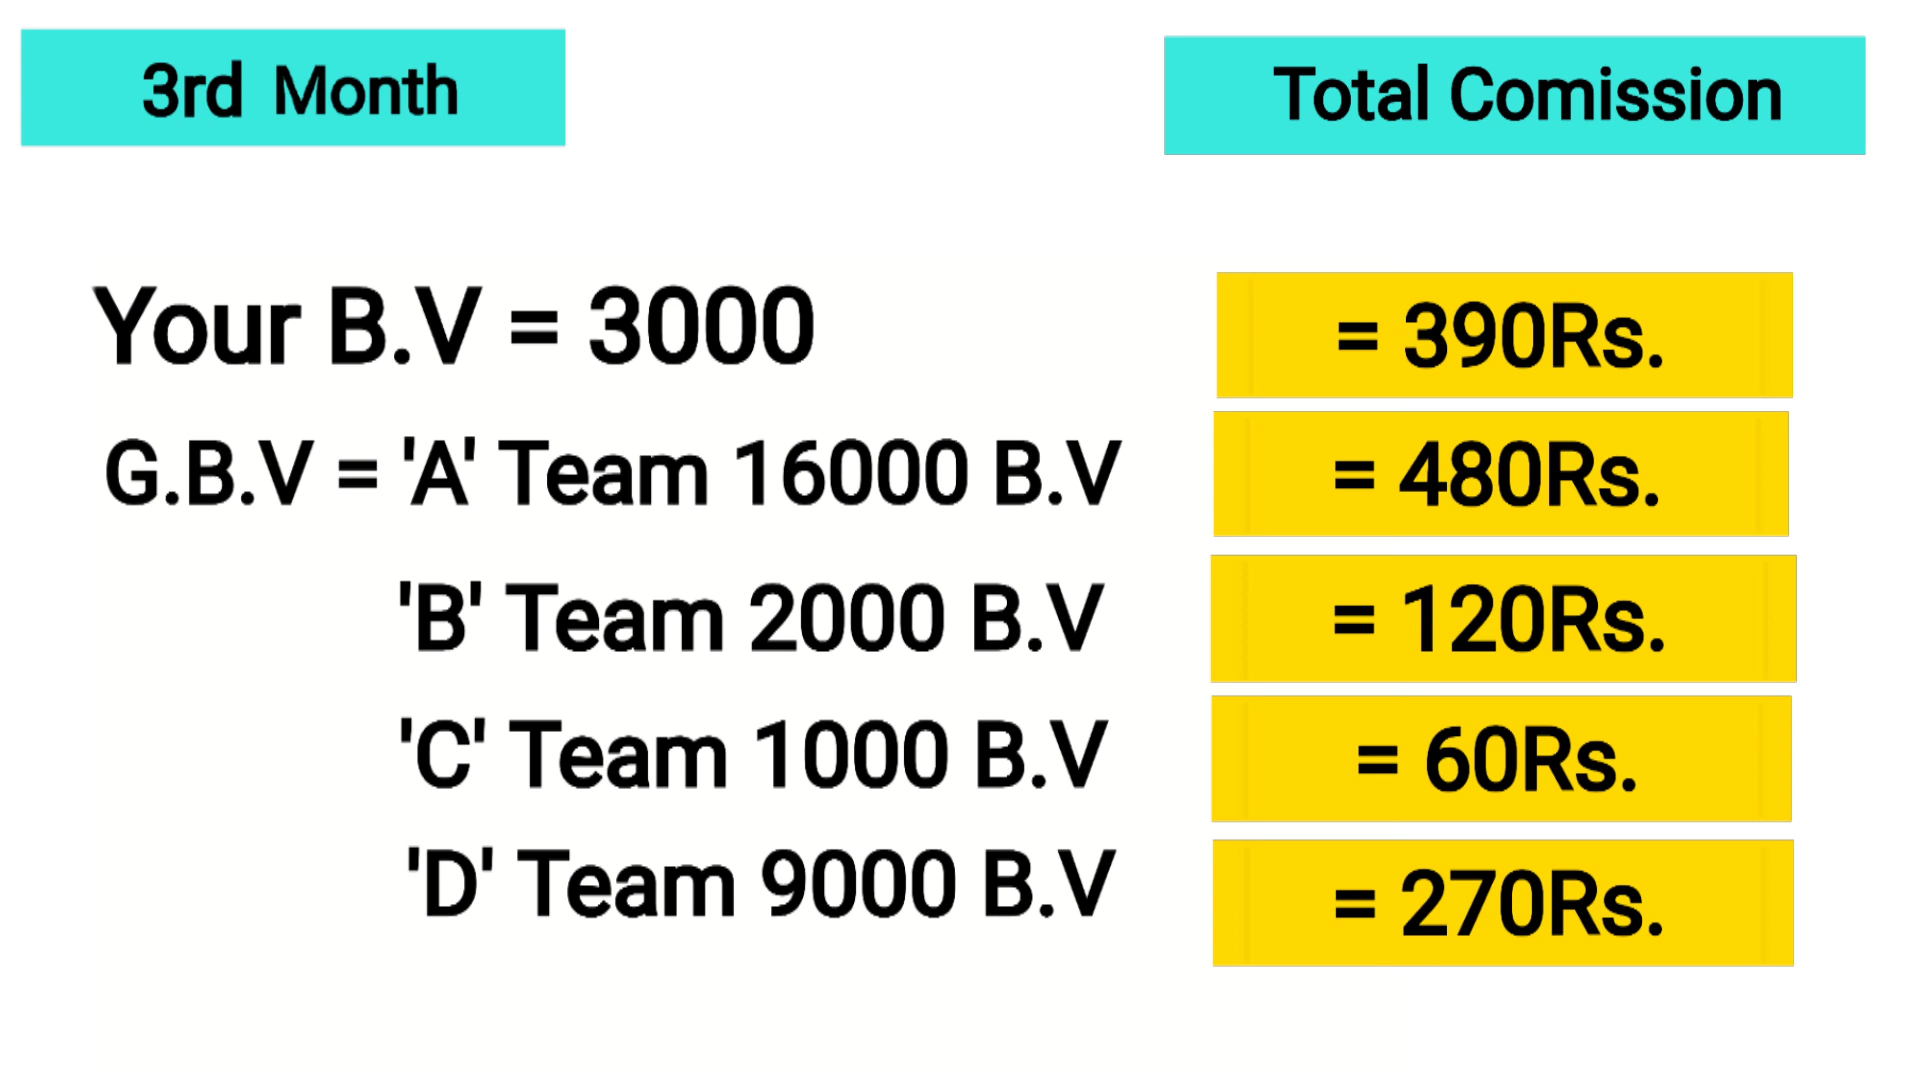 3rd Month
Total Comission
Your B.V = 3000 = 390Rs.
G.B.V = 'A' Team 16000 B.V = 480Rs.
'B' Team 2000 B.V = 120Rs.
'C' Team 1000 B.V = 60Rs.
'D' Team 9000 B.V = 270Rs.